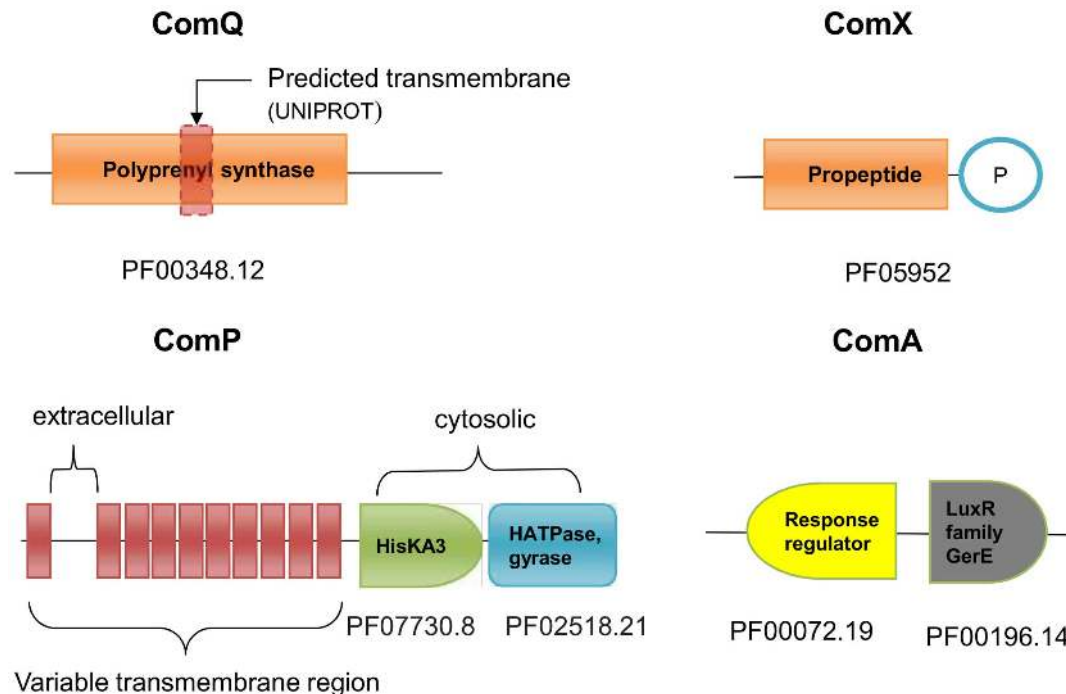 ComQ
ComX
Predicted transmembrane
(UNIPROT)
Polyprenyl synthase
Propeptide
P
PF00348.12
PF05952
ComP
ComA
extracellular
cytosolic
HisKA3
HATPase,
gyrase
Response
regulator
LuxR
family
GerE
PF07730.8
PF02518.21
PF00072.19
PF00196.14
Variable transmembrane region